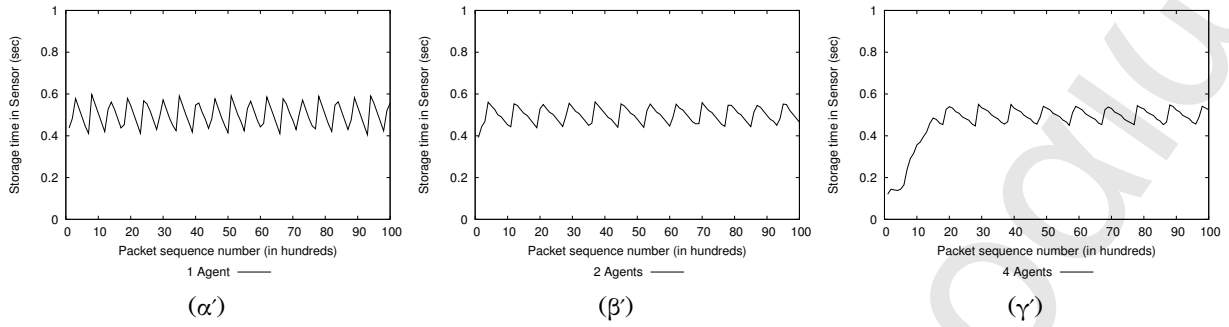 1
0.8
0.6
0.4
0.2
0
Storage time in Sensor (sec)
0 10 20 30 40 50 60 70 80 90 100
Packet sequence number (in hundreds)
1 Agent
(α′)
1
0.8
0.6
0.4
0.2
0
Storage time in Sensor (sec)
0 10 20 30 40 50 60 70 80 90 100
Packet sequence number (in hundreds)
2 Agents
(β′)
1
0.8
0.6
0.4
0.2
0
Storage time in Sensor (sec)
0 10 20 30 40 50 60 70 80 90 100
Packet sequence number (in hundreds)
4 Agents
(γ′)